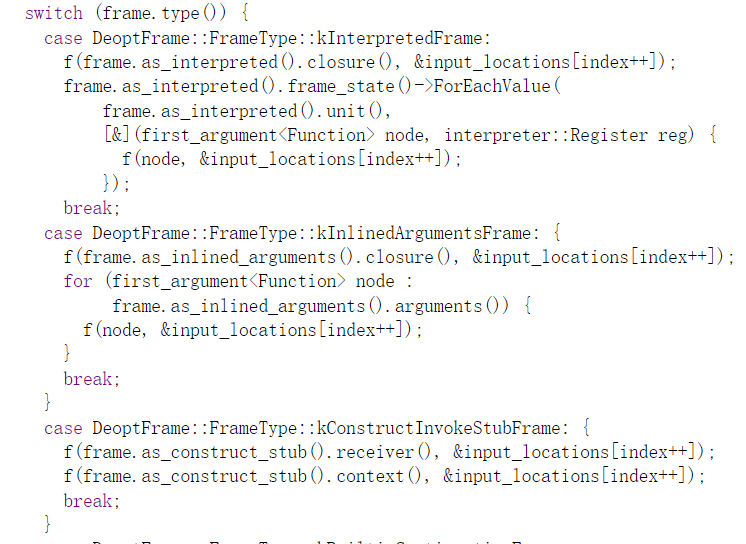 switch (frame.type()) {
case DeoptFrame::FrameType::kInterpretedFrame:
f(frame.as_interpreted().closure(), &input_locations[index++]);
frame.as_interpreted().frame_state()->ForEachValue(
frame.as_interpreted().unit(),
[&](first_argument<Function> node, interpreter::Register reg) {
f(node, &input_locations[index++]);
});
break;
case DeoptFrame::FrameType::kInlinedArgumentsFrame: {
f(frame.as_inlined_arguments().closure(), &input_locations[index++]);
for (first_argument<Function> node :
frame.as_inlined_arguments().arguments()) {
f(node, &input_locations[index++]);
}
break;
}
case DeoptFrame::FrameType::kConstructInvokeStubFrame: {
f(frame.as_construct_stub().receiver(), &input_locations[index++]);
f(frame.as_construct_stub().context(), &input_locations[index++]);
break;
}